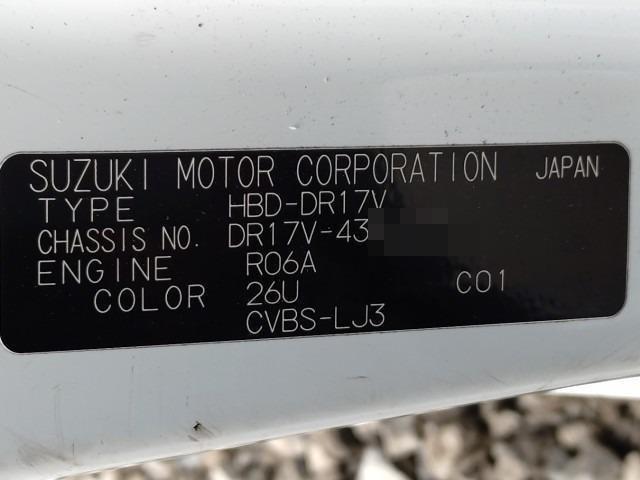 SUZUKI MOTOR CORPORATION JAPAN
TYPE HBD-DR17V
CHASSIS NO. DR17V-43
ENGINE R06A
COLOR 26U C01
CVBS-LJ3